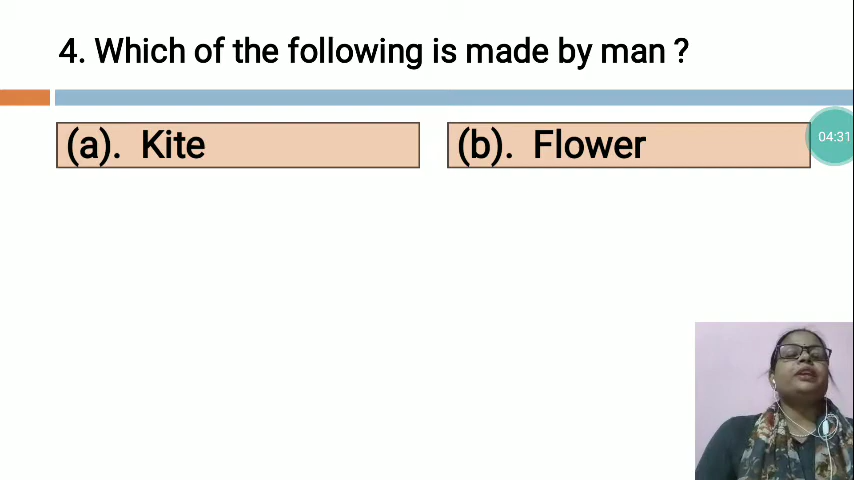 4. Which of the following is made by man ?
(a). Kite
(b). Flower
04:31